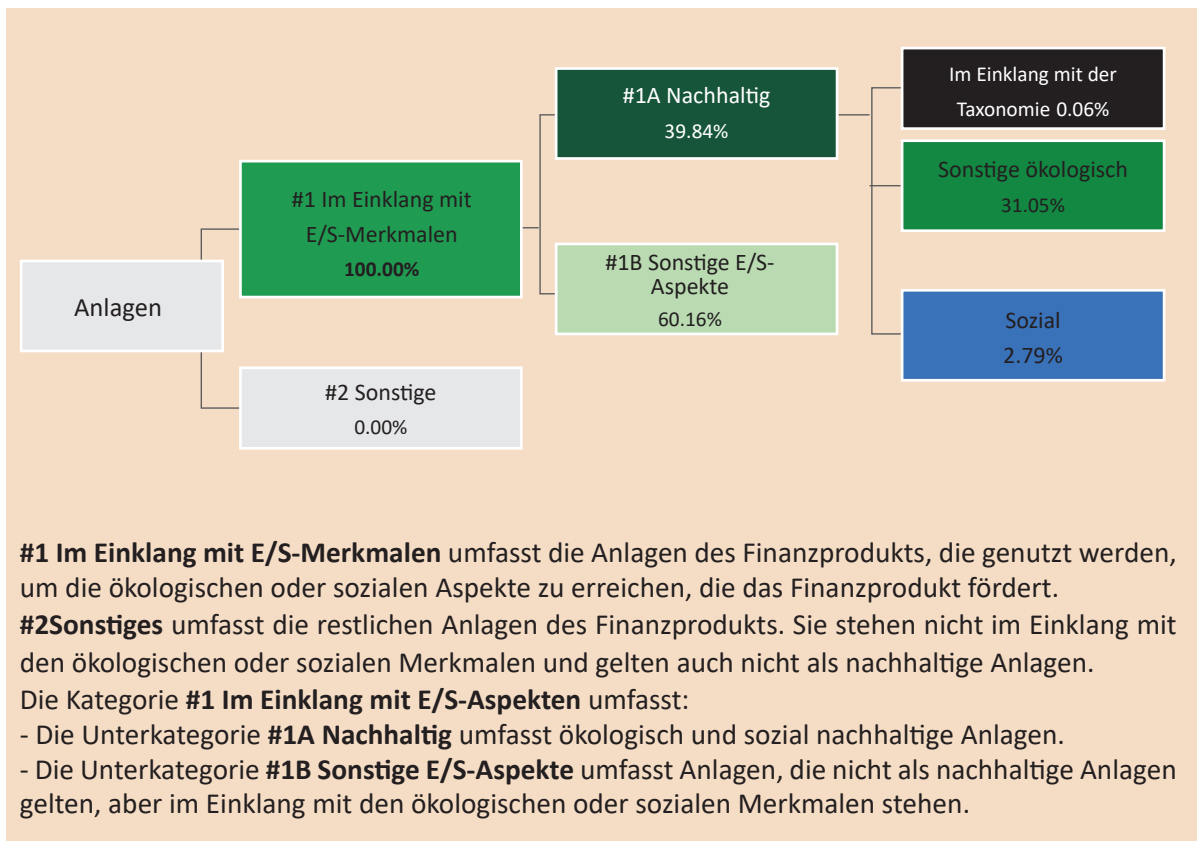 Anlagen
#1 Im Einklang mit
E/S-Merkmalen
100.00%
#2 Sonstige
0.00%
#1A Nachhaltig
39.84%
#1B Sonstige E/S-
Aspekte
60.16%
Im Einklang mit der
Taxonomie 0.06%
Sonstige ökologisch
31.05%
Sozial
2.79%
#1 Im Einklang mit E/S-Merkmalen umfasst die Anlagen des Finanzprodukts, die genutzt werden,
um die ökologischen oder sozialen Aspekte zu erreichen, die das Finanzprodukt fördert.
#2Sonstiges umfasst die restlichen Anlagen des Finanzprodukts. Sie stehen nicht im Einklang mit
den ökologischen oder sozialen Merkmalen und gelten auch nicht als nachhaltige Anlagen.
Die Kategorie #1 Im Einklang mit E/S-Aspekten umfasst:
- Die Unterkategorie #1A Nachhaltig umfasst ökologisch und sozial nachhaltige Anlagen.
- Die Unterkategorie #1B Sonstige E/S-Aspekte umfasst Anlagen, die nicht als nachhaltige Anlagen
gelten, aber im Einklang mit den ökologischen oder sozialen Merkmalen stehen.